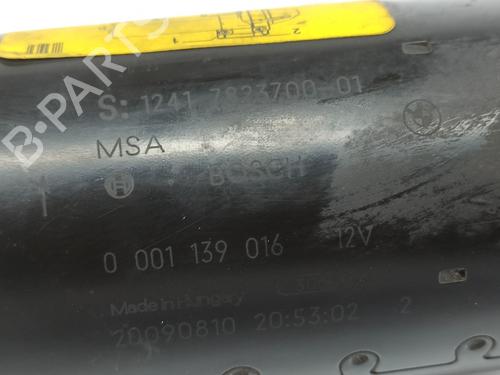 2
S: 1241 7823700-01
MSA
BOSCH
0 001 139 016 12V
Made in Hungary
20090810 20:53:02 2
B-PARTS